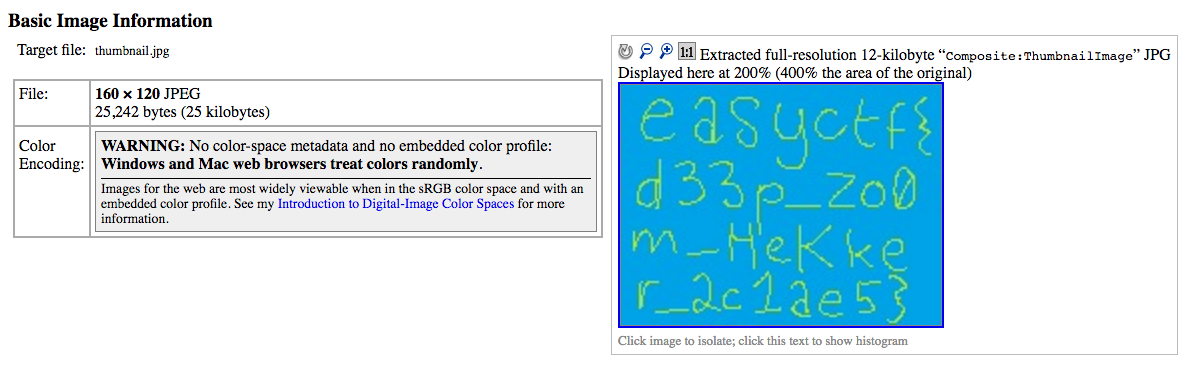 Basic Image Information
Target file: thumbnail.jpg
File: 160 × 120 JPEG
25,242 bytes (25 kilobytes)
Color Encoding: WARNING: No color-space metadata and no embedded color profile:
Windows and Mac web browsers treat colors randomly.
Images for the web are most widely viewable when in the sRGB color space and with an
embedded color profile. See my Introduction to Digital-Image Color Spaces for more
information.
1:1 Extracted full-resolution 12-kilobyte “Composite:ThumbnailImage” JPG
Displayed here at 200% (400% the area of the original)
easyctf{
d33p_zo0
m_HeKke
r_2c1ae5}
Click image to isolate; click this text to show histogram